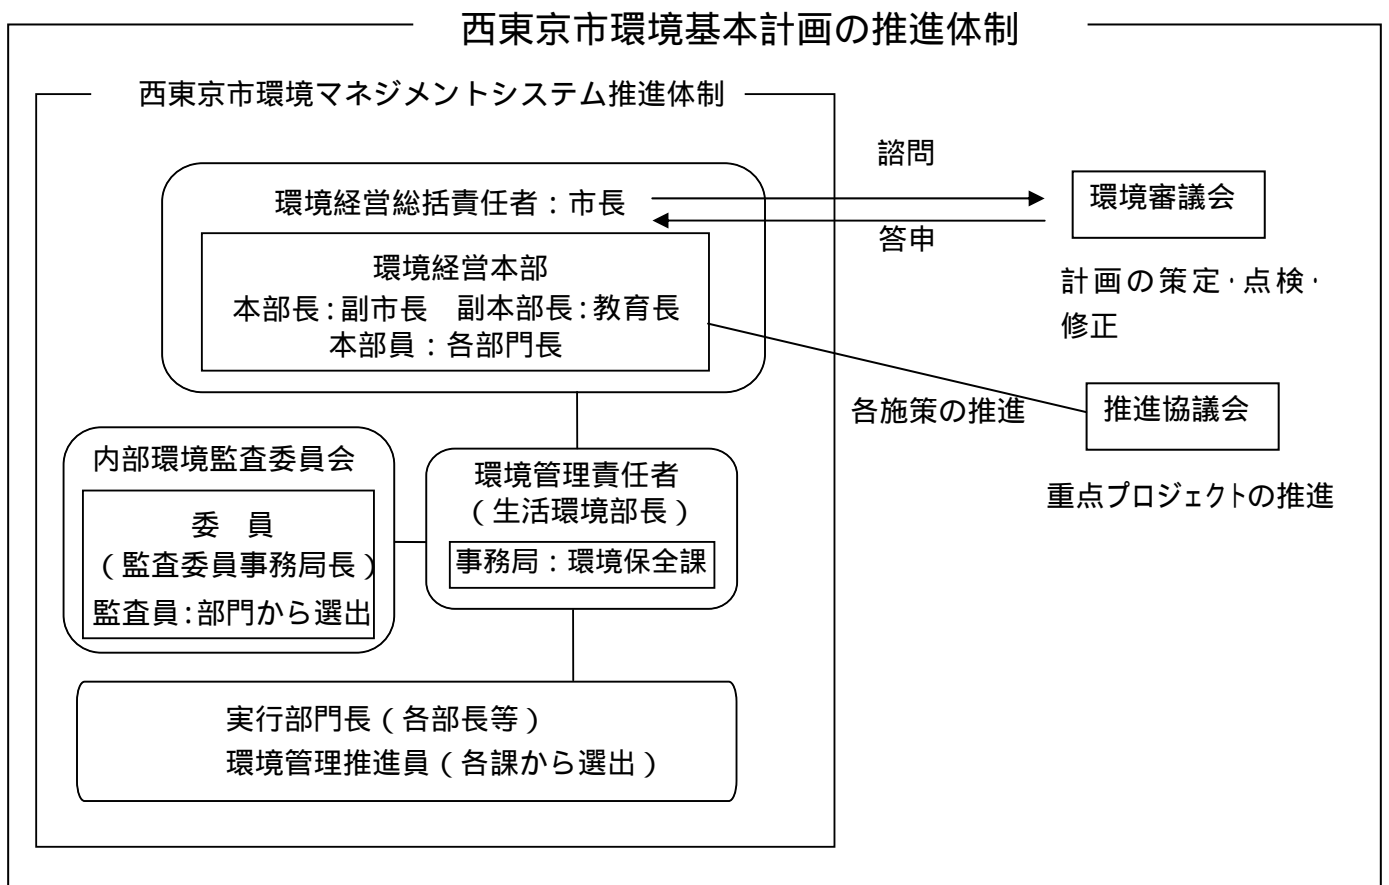 西東京市環境基本計画の推進体制
西東京市環境マネジメントシステム推進体制
環境経営総括責任者：市長
環境経営本部
本部長：副市長　副本部長：教育長
本部員：各部門長
諮問
答申
環境審議会
計画の策定・点検・
修正
各施策の推進
推進協議会
重点プロジェクトの推進
内部環境監査委員会
委　員
（監査委員事務局長）
監査員：部門から選出
環境管理責任者
（生活環境部長）
事務局：環境保全課
実行部門長（各部長等）
環境管理推進員（各課から選出）